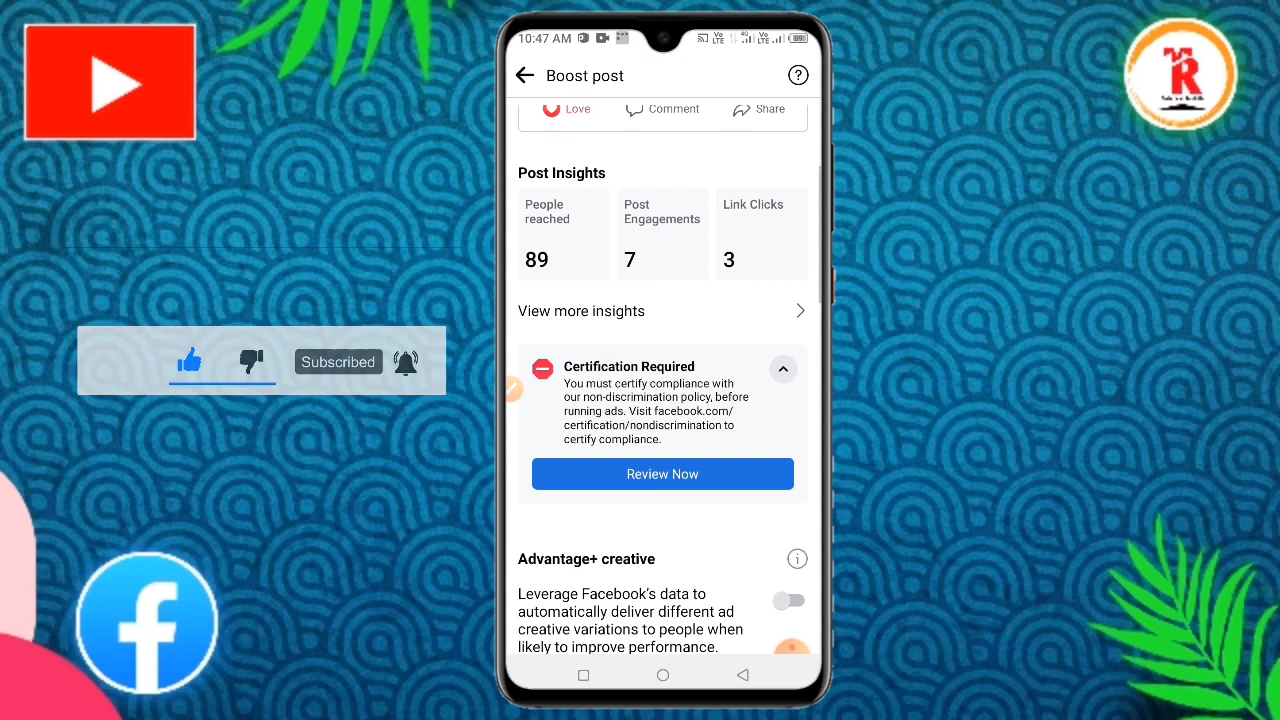 10:47 AM
Boost post
Love Comment Share
Post Insights
People reached
89
Post Engagements
7
Link Clicks
3
View more insights
Certification Required
You must certify compliance with
our non-discrimination policy, before
running ads. Visit facebook.com/
certification/nondiscrimination to
certify compliance.
Review Now
Advantage+ creative
Leverage Facebook's data to
automatically deliver different ad
creative variations to people when
likely to improve performance.
Subscribed